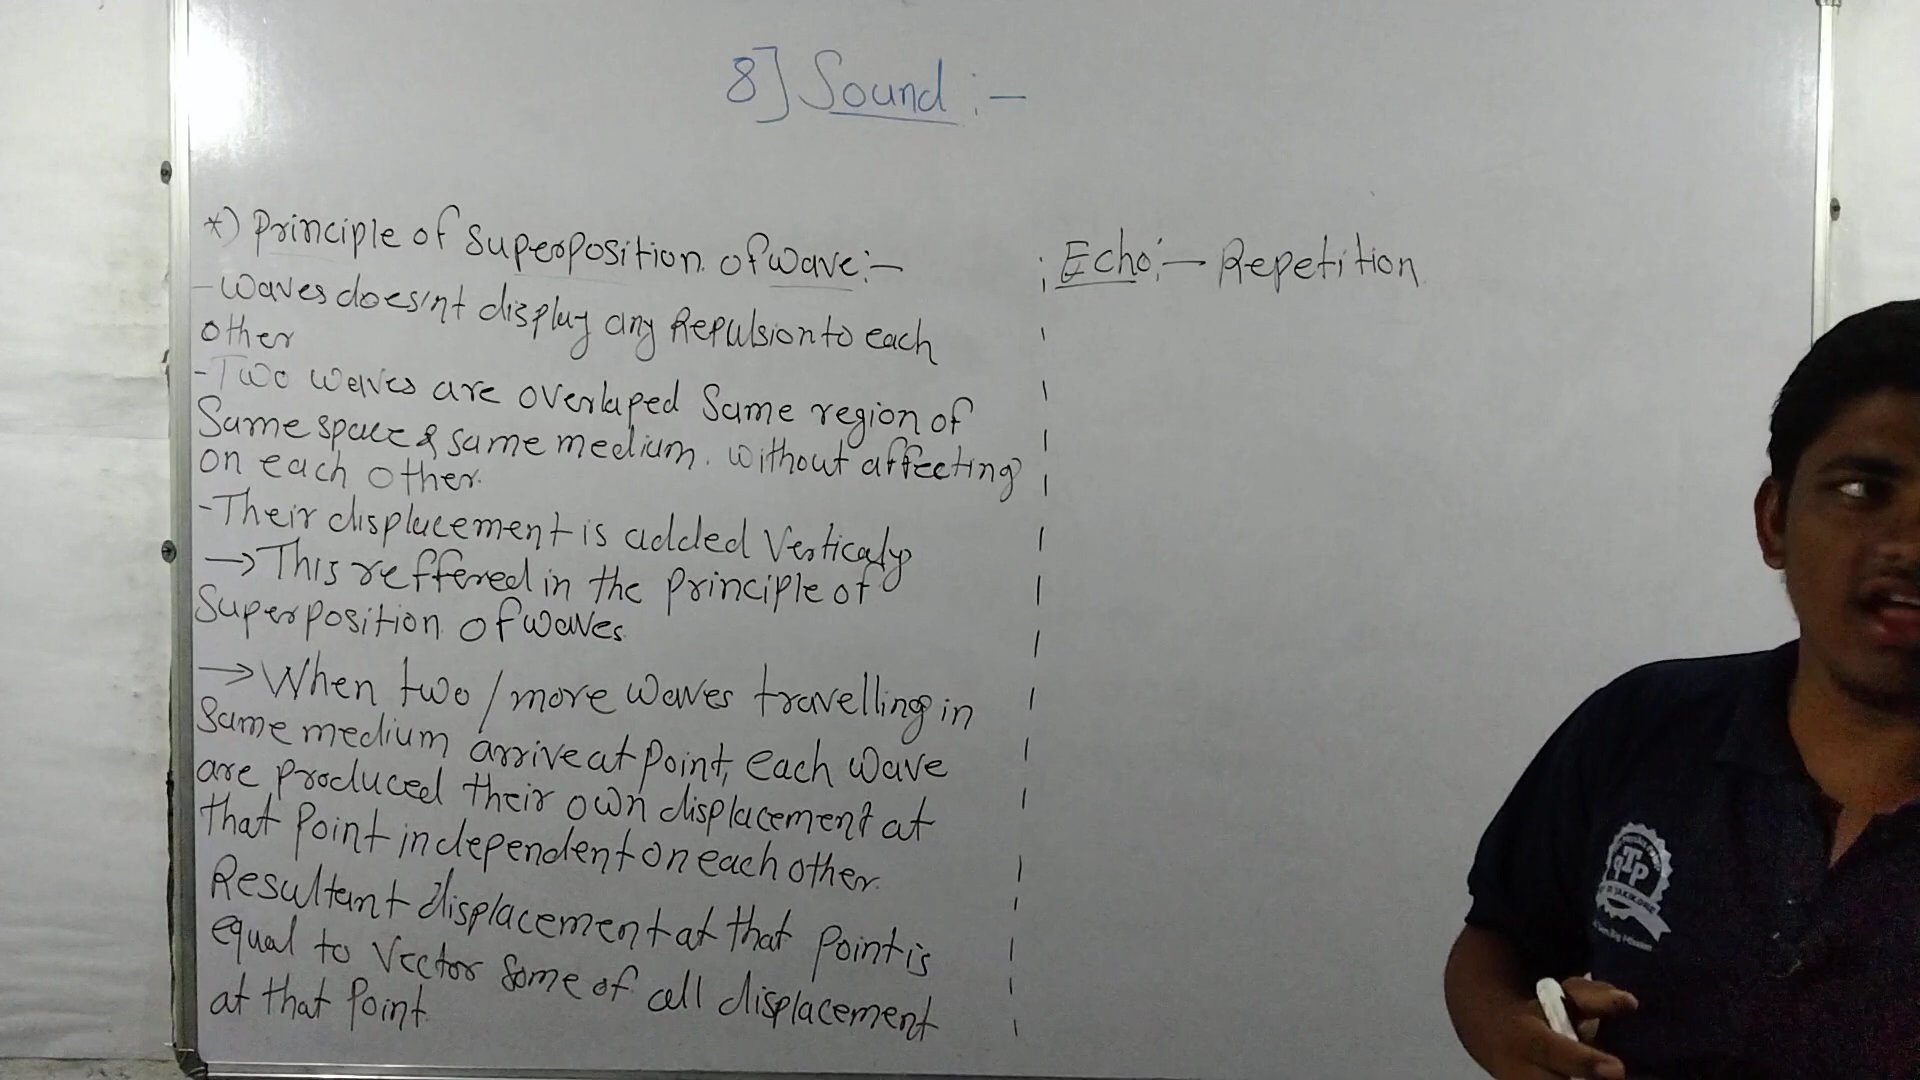 8] Sound :-
*) Principle of Superposition of wave:-
- Waves does'nt display any Repulsion to each
other
- Two waves are overlaped Same region of
Same space & same medium. without affecting
on each other.
- Their displacement is added Verticaly
→ This reffered in the principle of
Superposition of waves.
→ When two / more waves travelling in
Same medium arrive at point, each wave
are produced their own displacement at
that point independent on each other.
Resultant displacement at that point is
equal to Vector Some of all displacement
at that Point.
Echo:- Repetition
TP